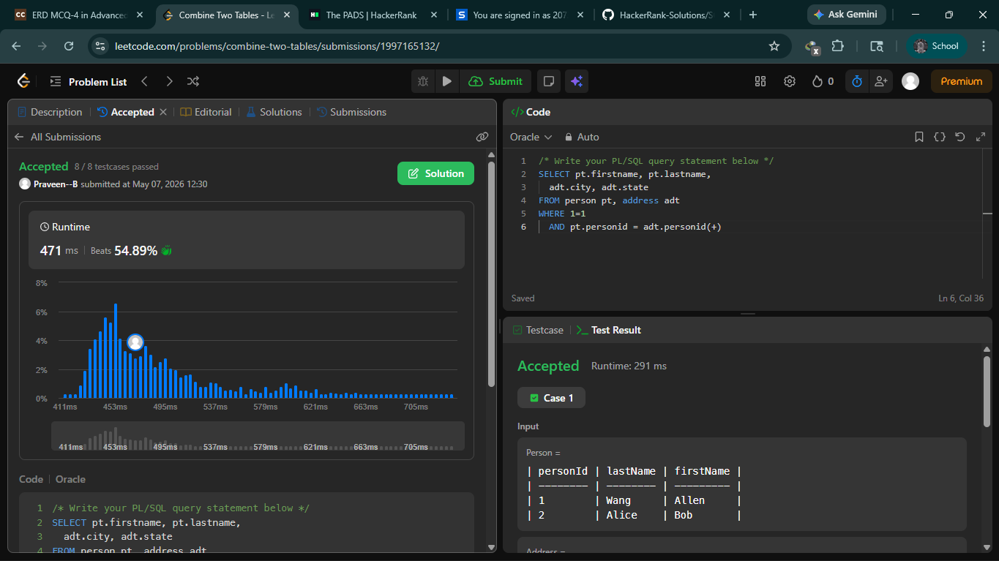 ERD MCQ-4 in Advanced
Combine Two Tables - Le
The PADS | HackerRank
You are signed in as 207
HackerRank-Solutions/S
Ask Gemini
leetcode.com/problems/combine-two-tables/submissions/1997165132/
School
Problem List
Submit
0
Premium
Description | Accepted | Editorial | Solutions | Submissions
All Submissions
Accepted 8 / 8 testcases passed
Praveen--B submitted at May 07, 2026 12:30
Solution
Runtime
471 ms | Beats 54.89%
8%
6%
4%
2%
0%
411ms 453ms 495ms 537ms 579ms 621ms 663ms 705ms
411ms 453ms 495ms 537ms 579ms 621ms 663ms 705ms
Code | Oracle
1 /* Write your PL/SQL query statement below */
2 SELECT pt.firstname, pt.lastname,
3 adt.city, adt.state
4 FROM person pt, address adt
</> Code
Oracle Auto
1 /* Write your PL/SQL query statement below */
2 SELECT pt.firstname, pt.lastname,
3 adt.city, adt.state
4 FROM person pt, address adt
5 WHERE 1=1
6 AND pt.personid = adt.personid(+)
Saved
Ln 6, Col 36
Testcase | >_ Test Result
Accepted Runtime: 291 ms
Case 1
Input
Person =
| personId | lastName | firstName |
| -------- | -------- | --------- |
| 1 | Wang | Allen |
| 2 | Alice | Bob |
Address =